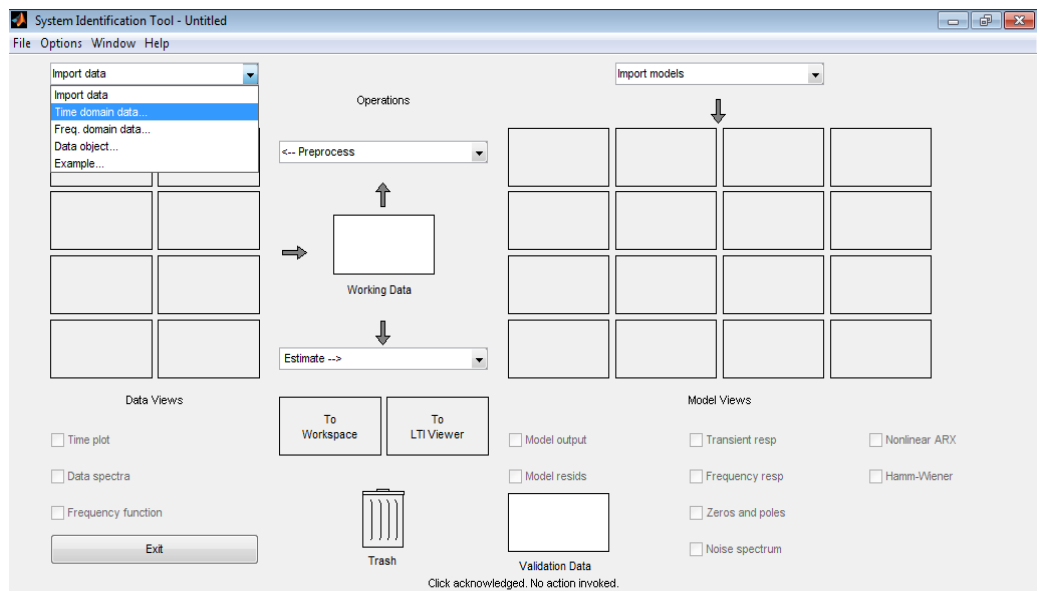 System Identification Tool - Untitled
File Options Window Help
Import data
Import models
Import data
Time domain data...
Freq. domain data...
Data object...
Example...
Operations
<-- Preprocess
Working Data
Estimate -->
Data Views
Model Views
To
Workspace
To
LTI Viewer
Time plot
Data spectra
Frequency function
Model output
Model resids
Transient resp
Frequency resp
Zeros and poles
Noise spectrum
Nonlinear ARX
Hamm-Wiener
Exit
Trash
Validation Data
Click acknowledged. No action invoked.